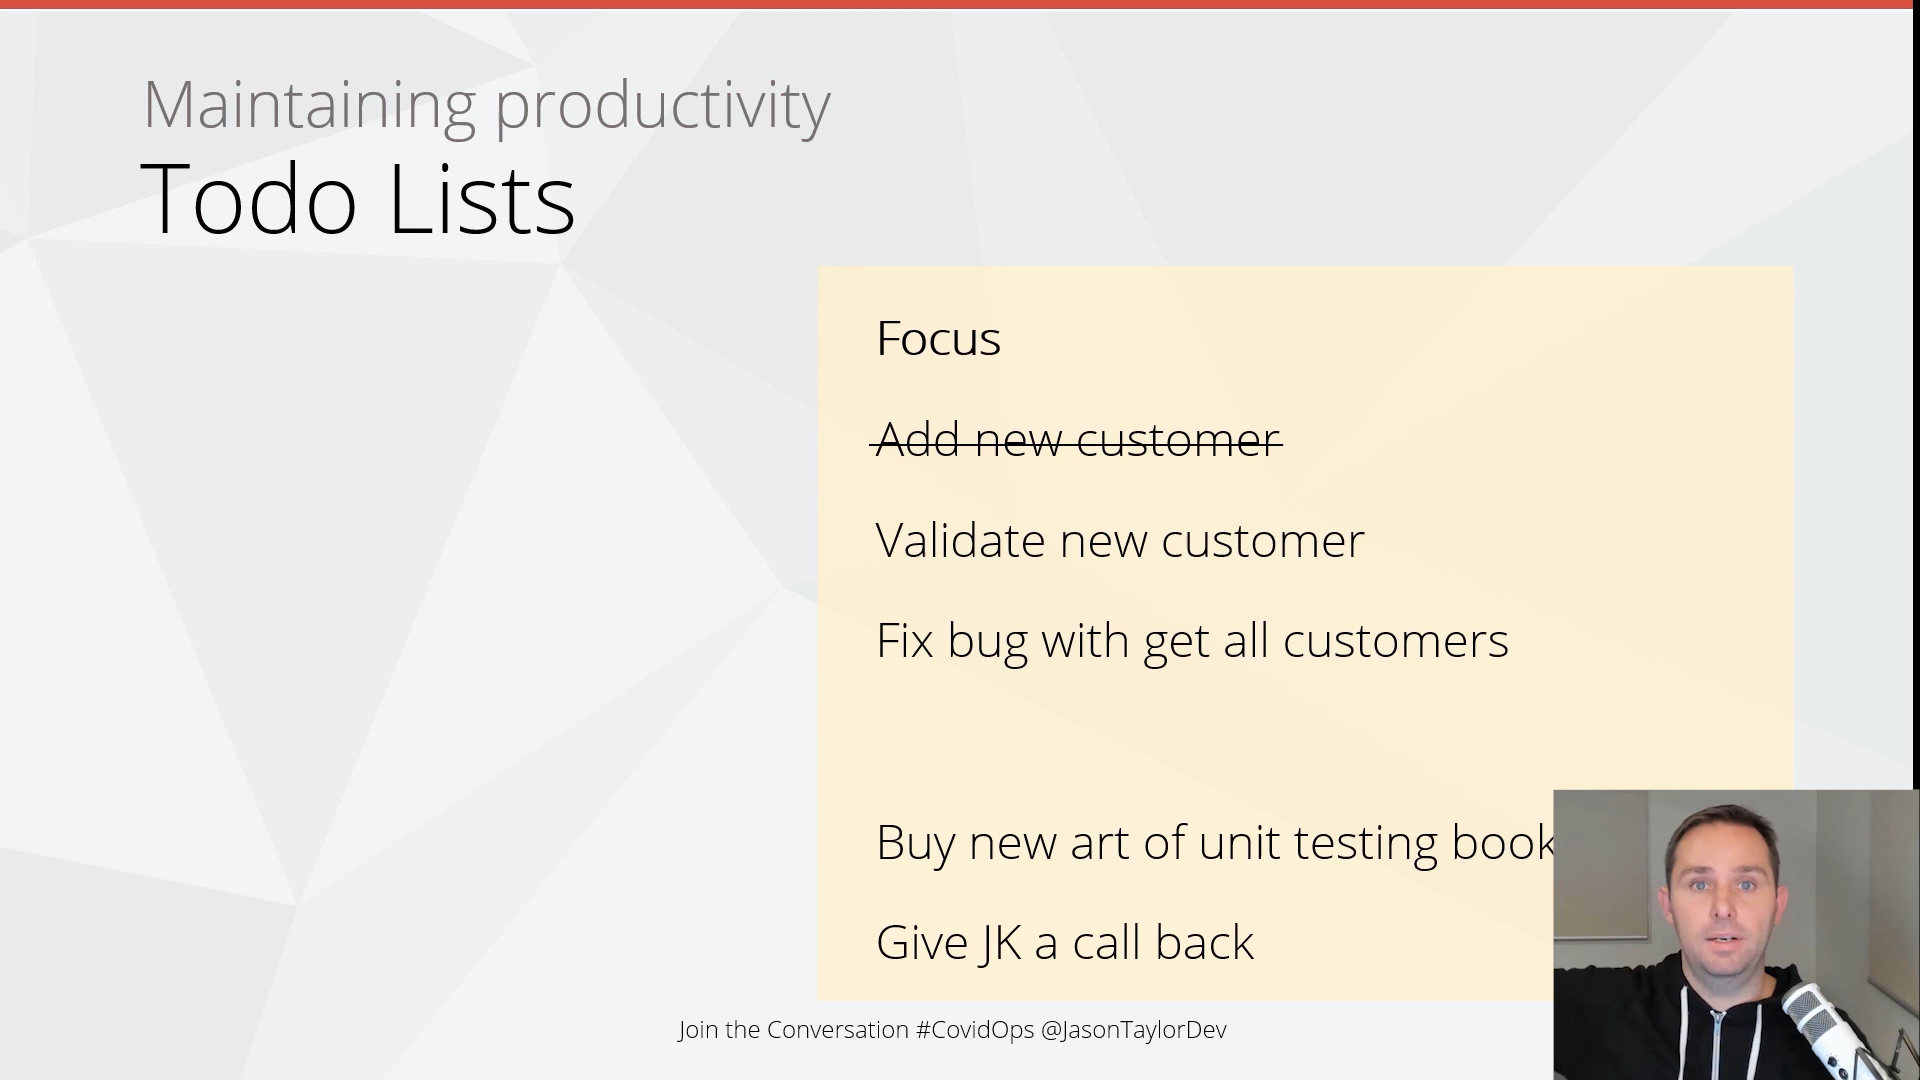 Maintaining productivity
Todo Lists
Focus
Add new customer
Validate new customer
Fix bug with get all customers
Buy new art of unit testing book
Give JK a call back
Join the Conversation #CovidOps @JasonTaylorDev